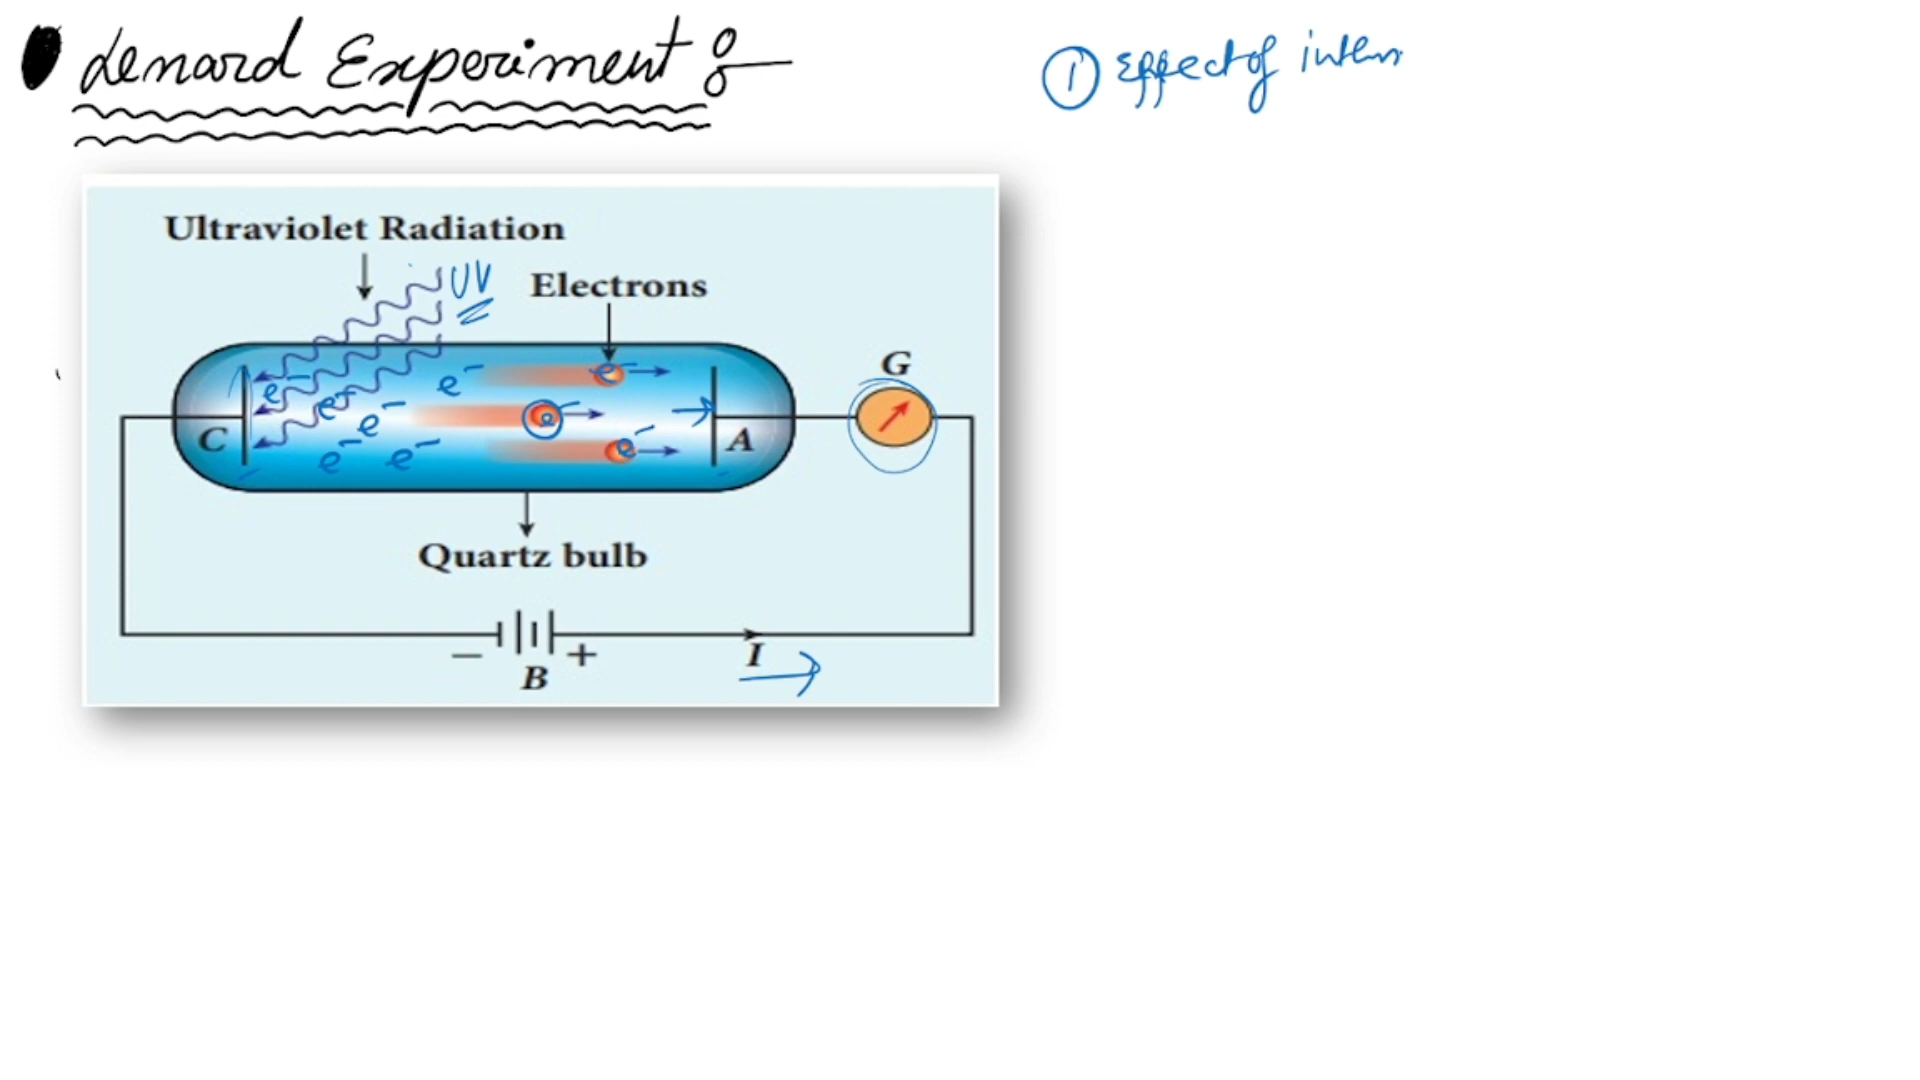 Lenard Experiment :-
① Effect of inten
Ultraviolet Radiation
UV
Electrons
e⁻ e⁻ e⁻ e⁻
G
e⁻ e⁻ e⁻
C
A
e⁻ e⁻
Quartz bulb
− +
B
I